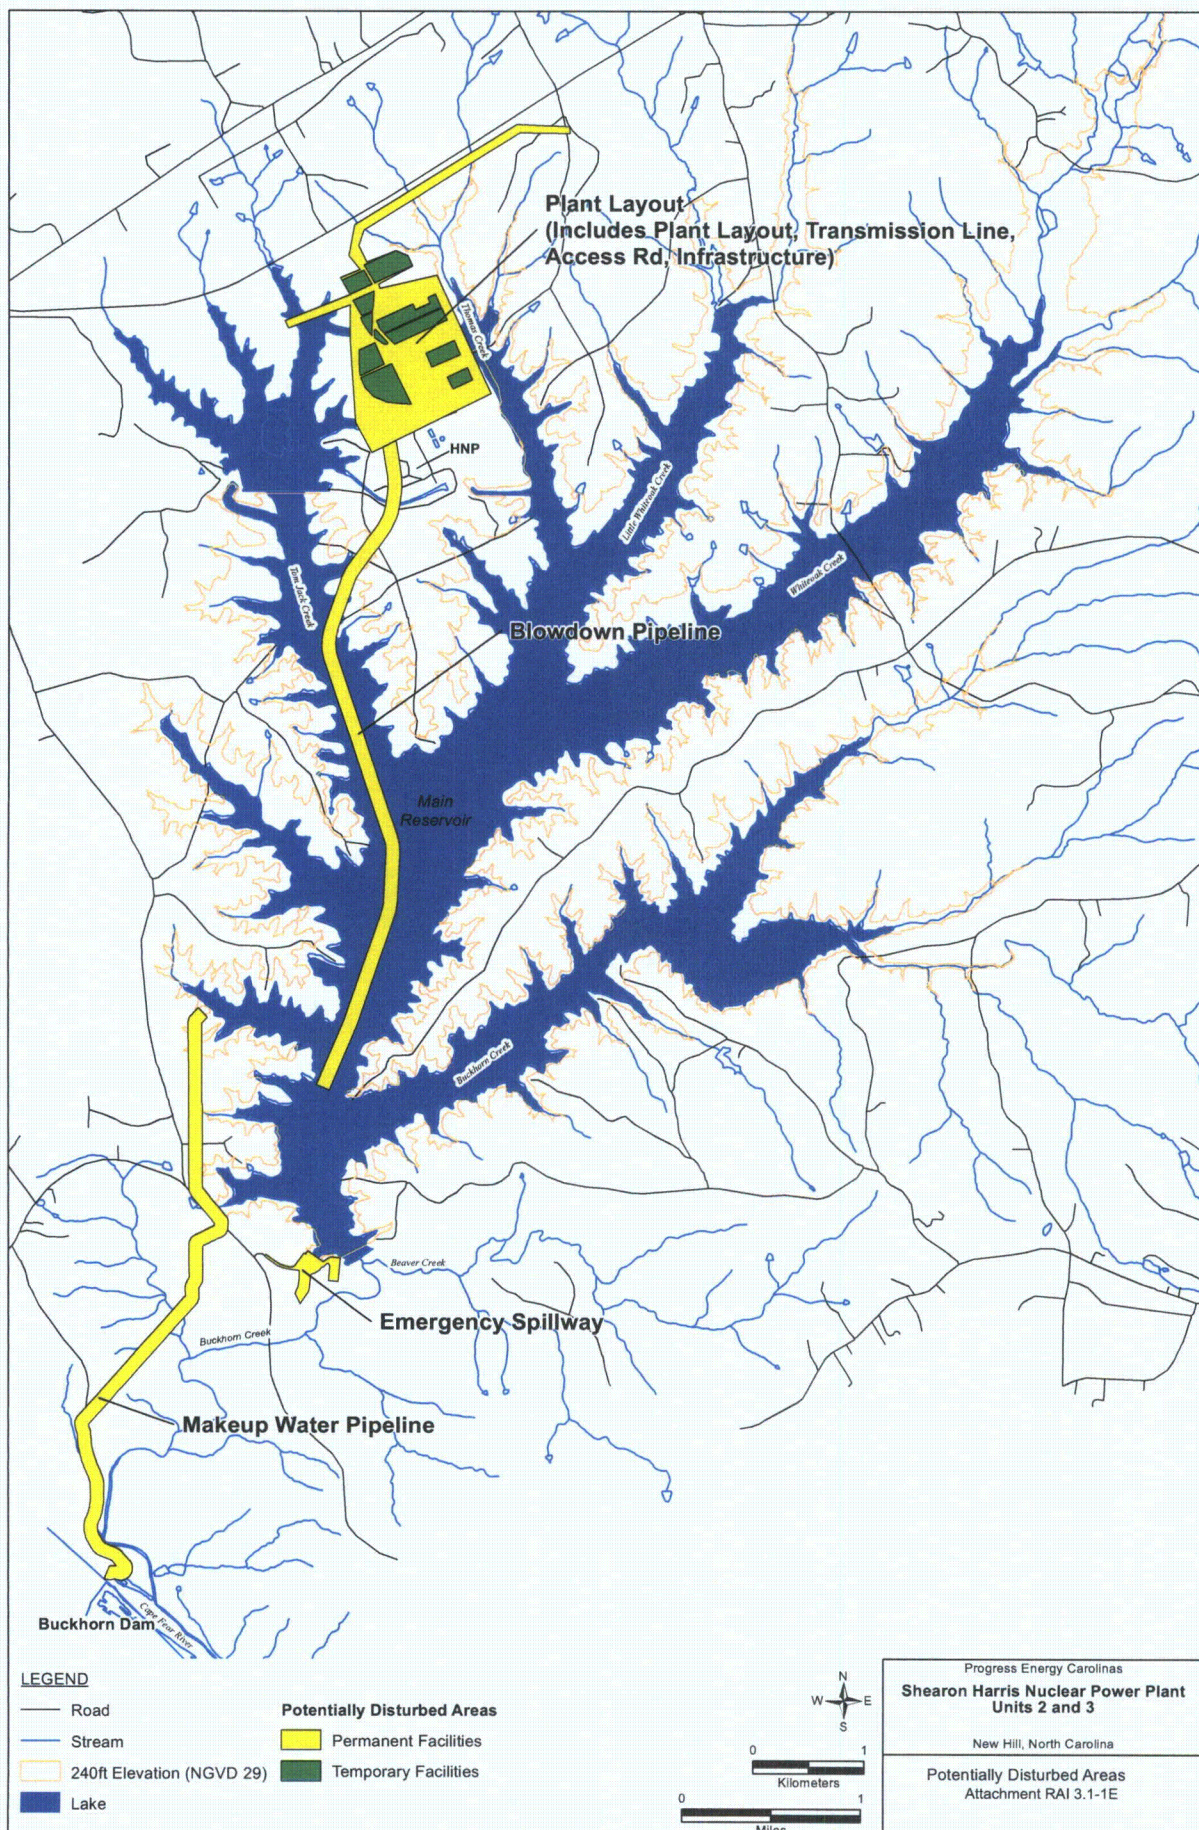 Plant Layout
(Includes Plant Layout, Transmission Line,
Access Rd, Infrastructure)
Thomas Creek
HNP
Little Whiteoak Creek
Whiteoak Creek
Tom Jack Creek
Blowdown Pipeline
Main
Reservoir
Buckhorn Creek
Beaver Creek
Emergency Spillway
Buckhorn Creek
Makeup Water Pipeline
Buckhorn Dam
Cape Fear River
LEGEND
Road
Stream
240ft Elevation (NGVD 29)
Lake
Potentially Disturbed Areas
Permanent Facilities
Temporary Facilities
N
W E
S
0 1
Kilometers
0 1
Miles
Progress Energy Carolinas
Shearon Harris Nuclear Power Plant
Units 2 and 3
New Hill, North Carolina
Potentially Disturbed Areas
Attachment RAI 3.1-1E